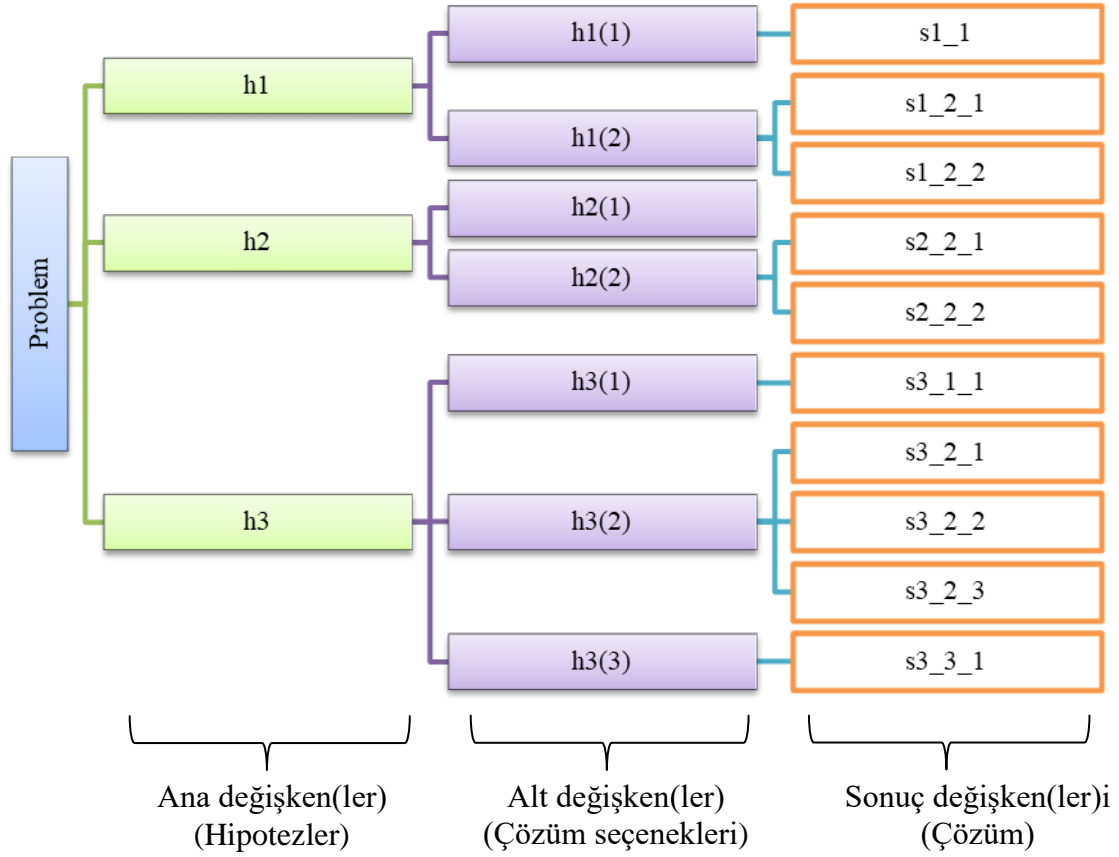 Problem
h1
h2
h3
h1(1)
h1(2)
h2(1)
h2(2)
h3(1)
h3(2)
h3(3)
s1_1
s1_2_1
s1_2_2
s2_2_1
s2_2_2
s3_1_1
s3_2_1
s3_2_2
s3_2_3
s3_3_1
Ana değişken(ler)
(Hipotezler)
Alt değişken(ler)
(Çözüm seçenekleri)
Sonuç değişken(ler)i
(Çözüm)